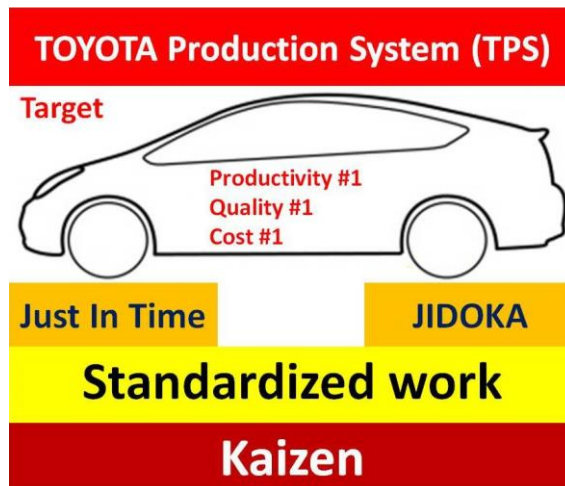 TOYOTA Production System (TPS)
Target
Productivity #1
Quality #1
Cost #1
Just In Time
JIDOKA
Standardized work
Kaizen